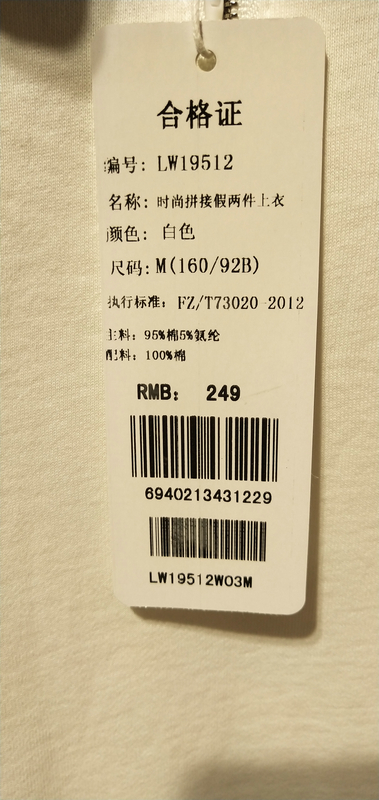 合格证
编号: LW19512
名称: 时尚拼接假两件上衣
颜色: 白色
尺码: M(160/92B)
执行标准: FZ/T73020-2012
主料: 95%棉5%氨纶
配料: 100%棉
RMB: 249
6940213431229
LW19512W03M